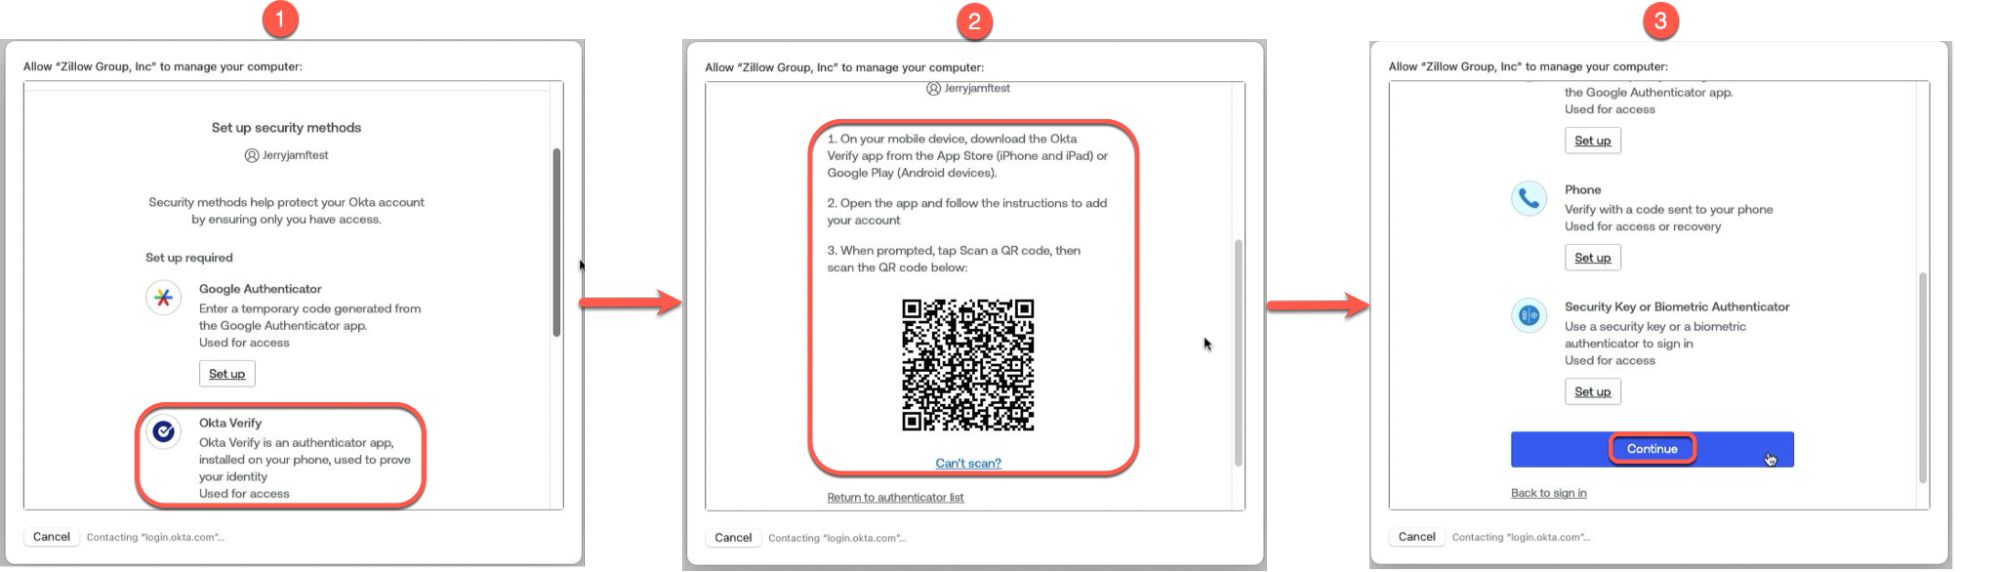 1
Allow "Zillow Group, Inc" to manage your computer:
Set up security methods
Jerryjamftest
Security methods help protect your Okta account
by ensuring only you have access.
Set up required
Google Authenticator
Enter a temporary code generated from
the Google Authenticator app.
Used for access
Set up
Okta Verify
Okta Verify is an authenticator app,
installed on your phone, used to prove
your identity
Used for access
Cancel
Contacting "login.okta.com"...
2
Allow "Zillow Group, Inc" to manage your computer:
Jerryjamftest
1. On your mobile device, download the Okta
Verify app from the App Store (iPhone and iPad) or
Google Play (Android devices).
2. Open the app and follow the instructions to add
your account
3. When prompted, tap Scan a QR code, then
scan the QR code below:
Can't scan?
Return to authenticator list
Cancel
Contacting "login.okta.com"...
3
Allow "Zillow Group, Inc" to manage your computer:
the Google Authenticator app.
Used for access
Set up
Phone
Verify with a code sent to your phone
Used for access or recovery
Set up
Security Key or Biometric Authenticator
Use a security key or a biometric
authenticator to sign in
Used for access
Set up
Continue
Back to sign in
Cancel
Contacting "login.okta.com"...